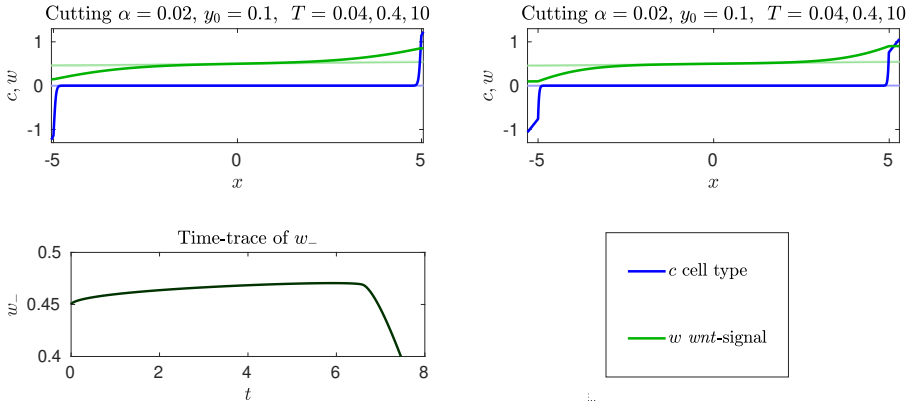 Cutting α = 0.02, y₀ = 0.1, T = 0.04, 0.4, 10
1
0
-1
c, w
-5
0
5
x
Cutting α = 0.02, y₀ = 0.1, T = 0.04, 0.4, 10
1
0
-1
c, w
-5
0
5
x
Time-trace of w₋
0.5
0.45
0.4
w₋
0
2
4
6
8
t
c cell type
w wnt-signal